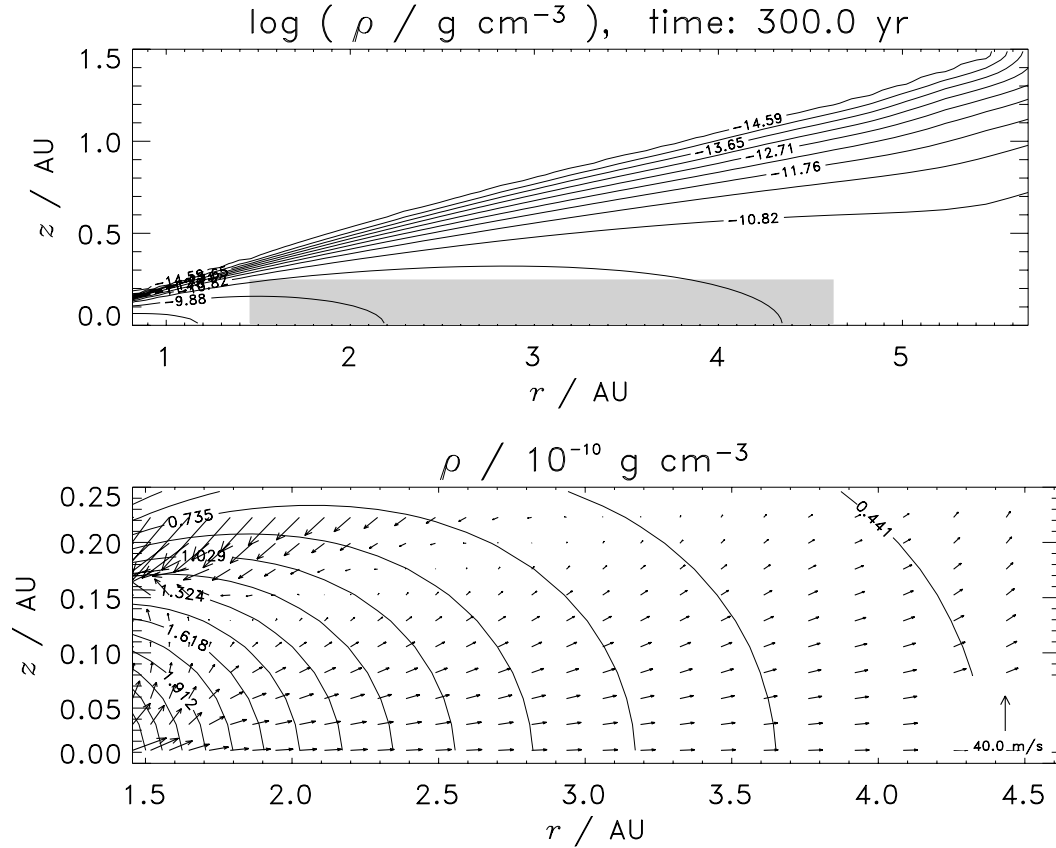 log ( ρ / g cm⁻³ ), time: 300.0 yr
1.5
1.0
0.5
0.0
z / AU
-14.59
-13.65
-12.71
-11.76
-10.82
-14.59
-9.88
1 2 3 4 5
r / AU
ρ / 10⁻¹⁰ g cm⁻³
0.25
0.20
0.15
0.10
0.05
0.00
z / AU
0.735
0.441
1.029
1.324
1.618
1.912
40.0 m/s
1.5 2.0 2.5 3.0 3.5 4.0 4.5
r / AU